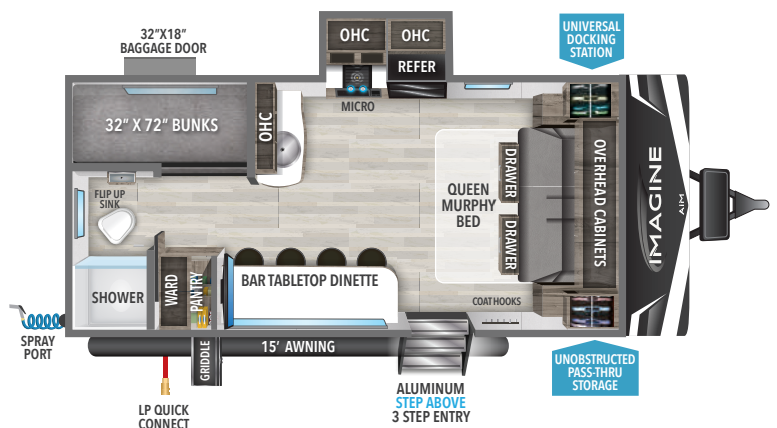 32"X18"
BAGGAGE DOOR
OHC
OHC
REFER
MICRO
UNIVERSAL
DOCKING
STATION
32" X 72" BUNKS
OHC
FLIP UP
SINK
QUEEN
MURPHY
BED
DRAWER
DRAWER
OVERHEAD CABINETS
IMAGINE
AIM
SHOWER
WARD
PANTRY
BAR TABLETOP DINETTE
COAT HOOKS
SPRAY
PORT
GRIDDLE
15' AWNING
LP QUICK
CONNECT
ALUMINUM
STEP ABOVE
3 STEP ENTRY
UNOBSTRUCTED
PASS-THRU
STORAGE